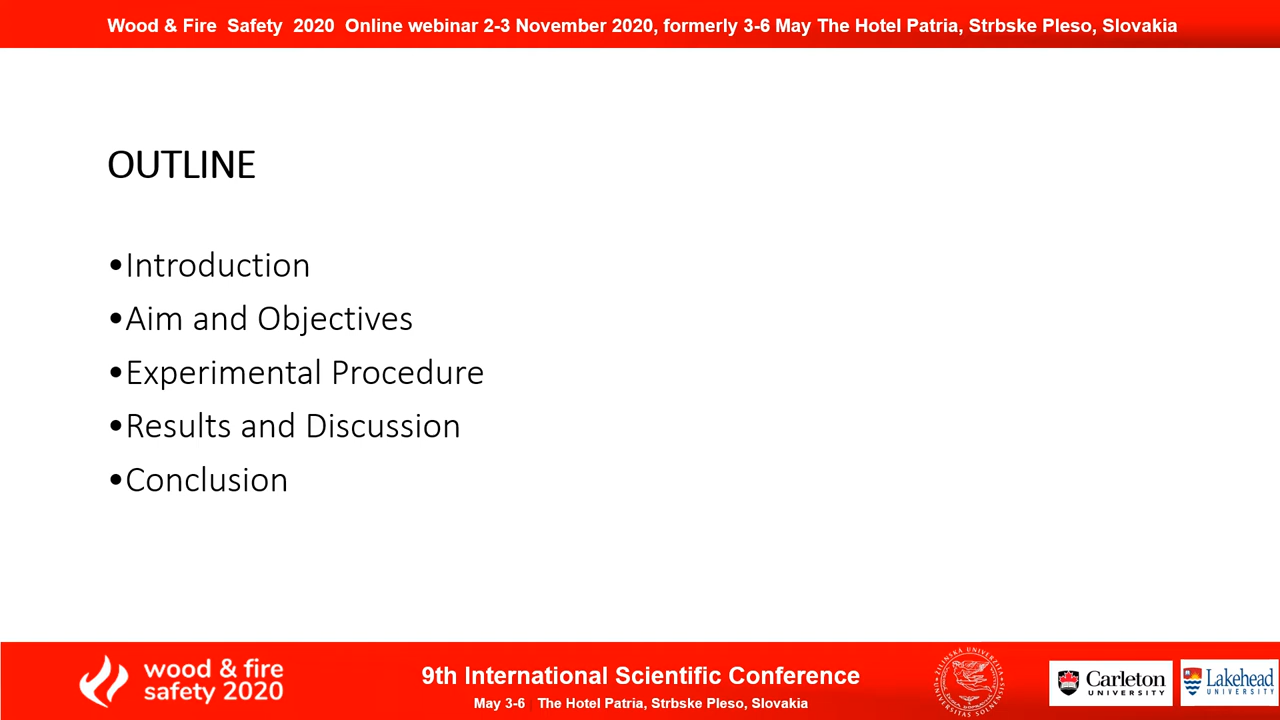 Wood & Fire Safety 2020 Online webinar 2-3 November 2020, formerly 3-6 May The Hotel Patria, Strbske Pleso, Slovakia
OUTLINE
•Introduction
•Aim and Objectives
•Experimental Procedure
•Results and Discussion
•Conclusion
wood & fire
safety 2020
9th International Scientific Conference
May 3-6 The Hotel Patria, Strbske Pleso, Slovakia
Carleton
UNIVERSITY
Lakehead
UNIVERSITY